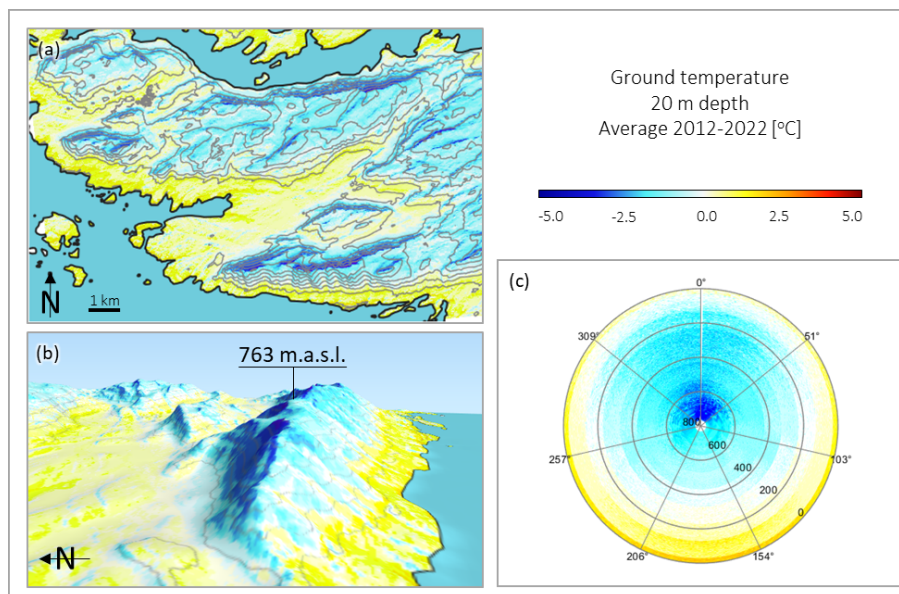 (a)
N
1 km
Ground temperature
20 m depth
Average 2012-2022 [°C]
-5.0 -2.5 0.0 2.5 5.0
(b)
763 m.a.s.l.
N
(c)
0°
309° 51°
800
600
257° 103°
400
200
0
206° 154°